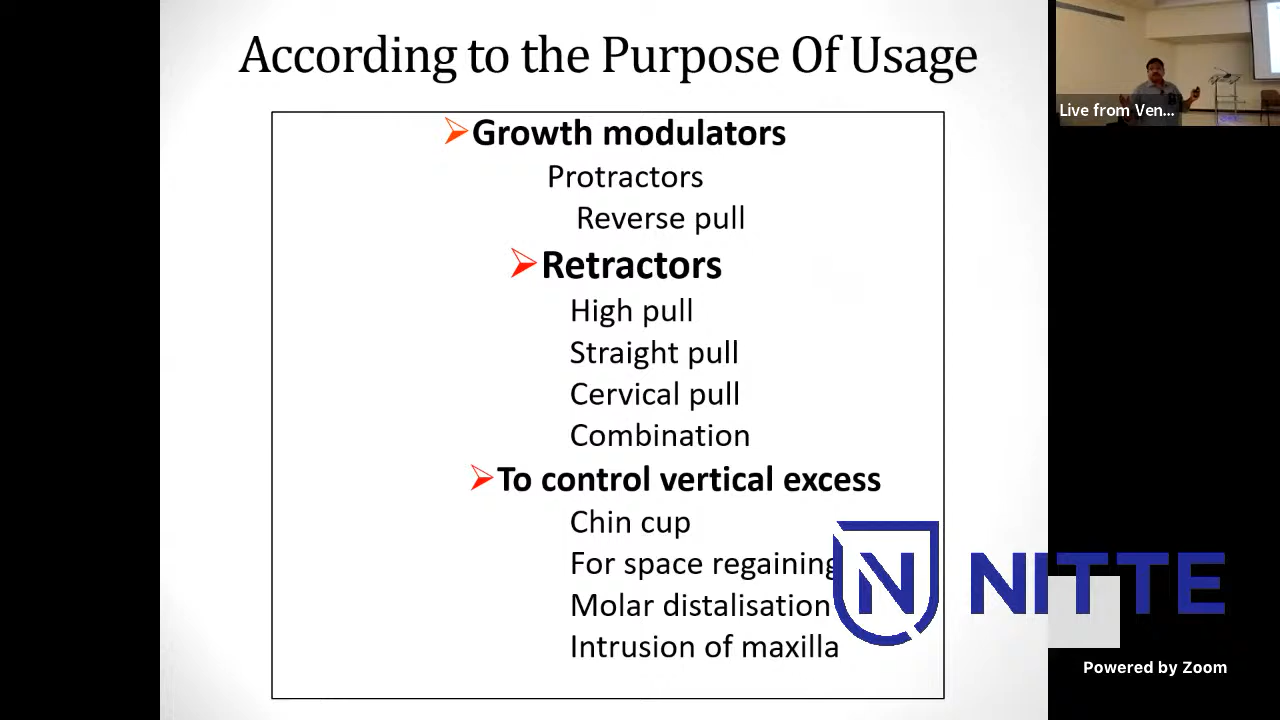 According to the Purpose Of Usage
Growth modulators
Protractors
Reverse pull
Retractors
High pull
Straight pull
Cervical pull
Combination
To control vertical excess
Chin cup
For space regaining
Molar distalisation
Intrusion of maxilla
Live from Ven...
N NITTE
Powered by Zoom